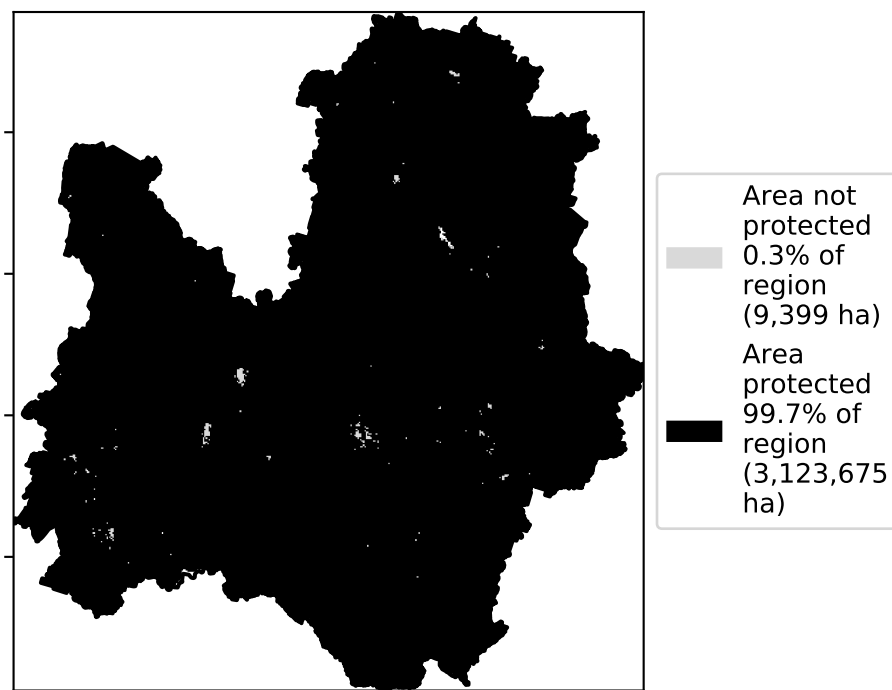 Area not
protected
0.3% of
region
(9,399 ha)
Area
protected
99.7% of
region
(3,123,675
ha)